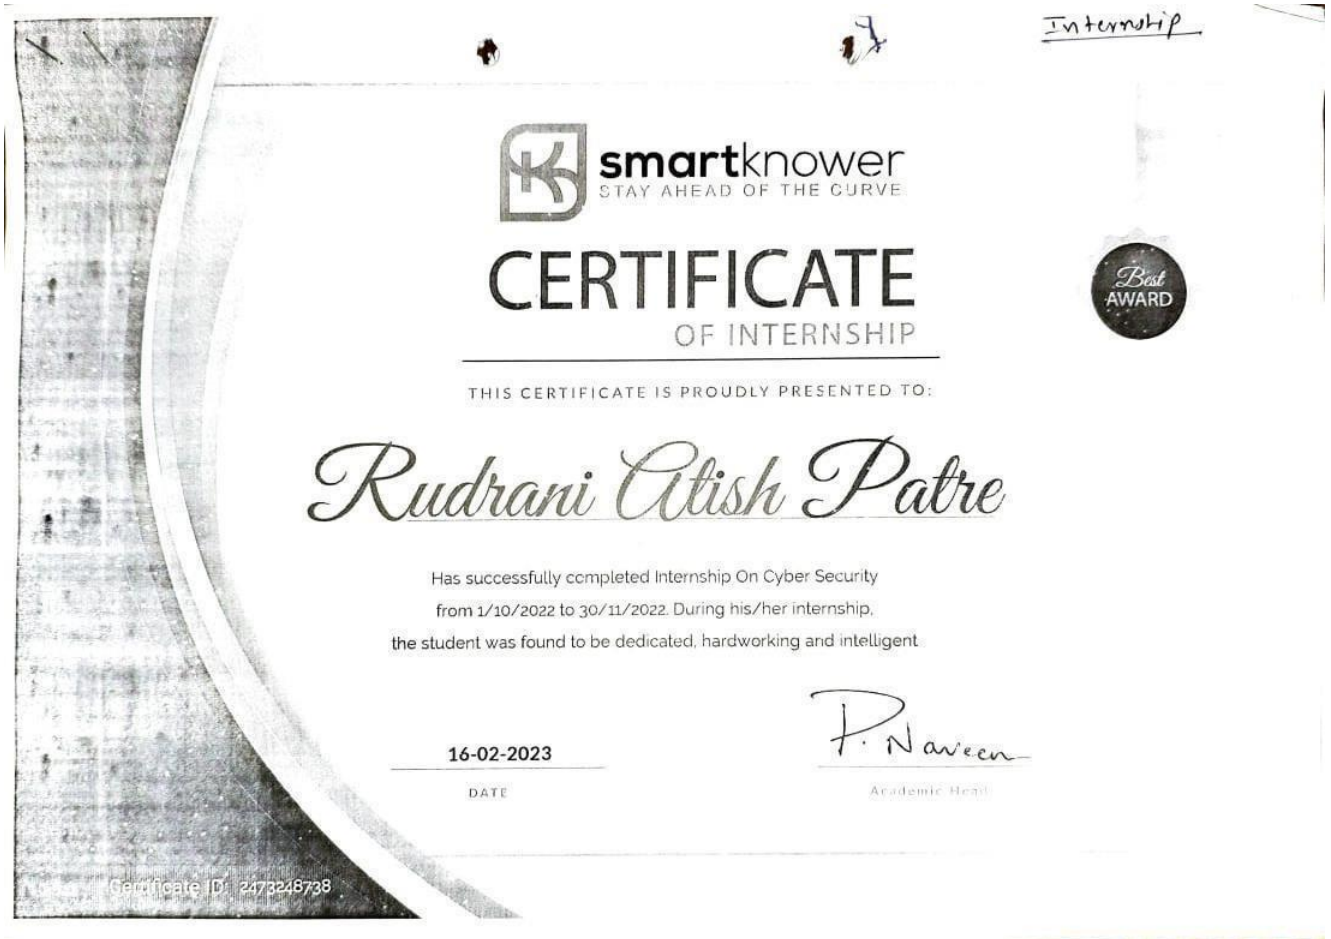 Internship
smartknower
STAY AHEAD OF THE CURVE
CERTIFICATE
OF INTERNSHIP
Best
AWARD
THIS CERTIFICATE IS PROUDLY PRESENTED TO:
Rudrani Atish Patre
Has successfully completed Internship On Cyber Security
from 1/10/2022 to 30/11/2022. During his/her internship,
the student was found to be dedicated, hardworking and intelligent
P. Naveen
16-02-2023
DATE
Academic Head
Certificate ID: 2473248738